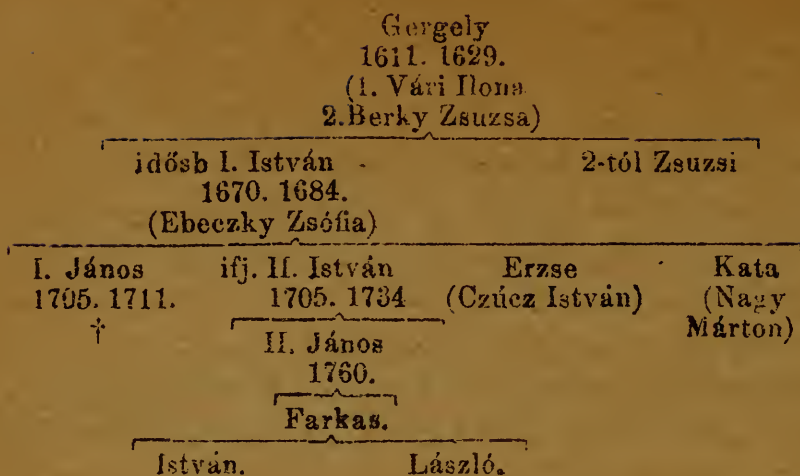 Gergely
1611. 1629.
(1. Vári Ilona
2. Berky Zsuzsa)
idősb I. István 2-tól Zsuzsi
1670. 1684.
(Ebeczky Zsófia)
I. János ifj. II. István Erzse Kata
1705. 1711. 1705. 1734 (Czúcz István) (Nagy
† Márton)
II. János
1760.
Farkas.
István. László.